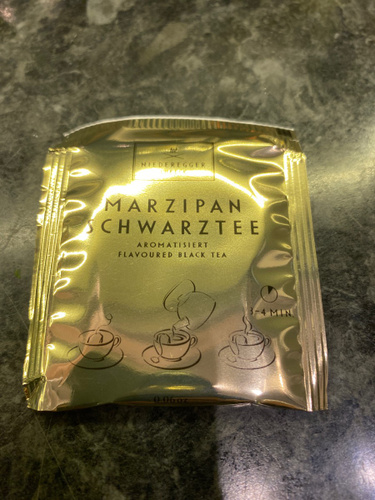 NIEDEREGGER
MARZIPAN
SCHWARZTEE
AROMATISIERT
FLAVOURED BLACK TEA
-4 MIN